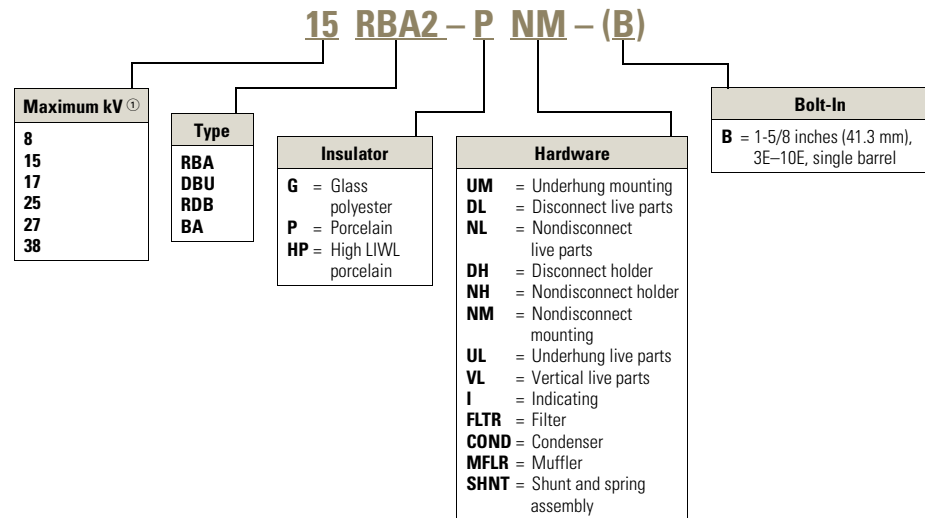 15 RBA2 – P NM – (B)
Maximum kV ①
8
15
17
25
27
38
Type
RBA
DBU
RDB
BA
Insulator
G = Glass
polyester
P = Porcelain
HP = High LIWL
porcelain
Hardware
UM = Underhung mounting
DL = Disconnect live parts
NL = Nondisconnect
live parts
DH = Disconnect holder
NH = Nondisconnect holder
NM = Nondisconnect
mounting
UL = Underhung live parts
VL = Vertical live parts
I = Indicating
FLTR = Filter
COND = Condenser
MFLR = Muffler
SHNT = Shunt and spring
assembly
Bolt-In
B = 1-5/8 inches (41.3 mm),
3E–10E, single barrel